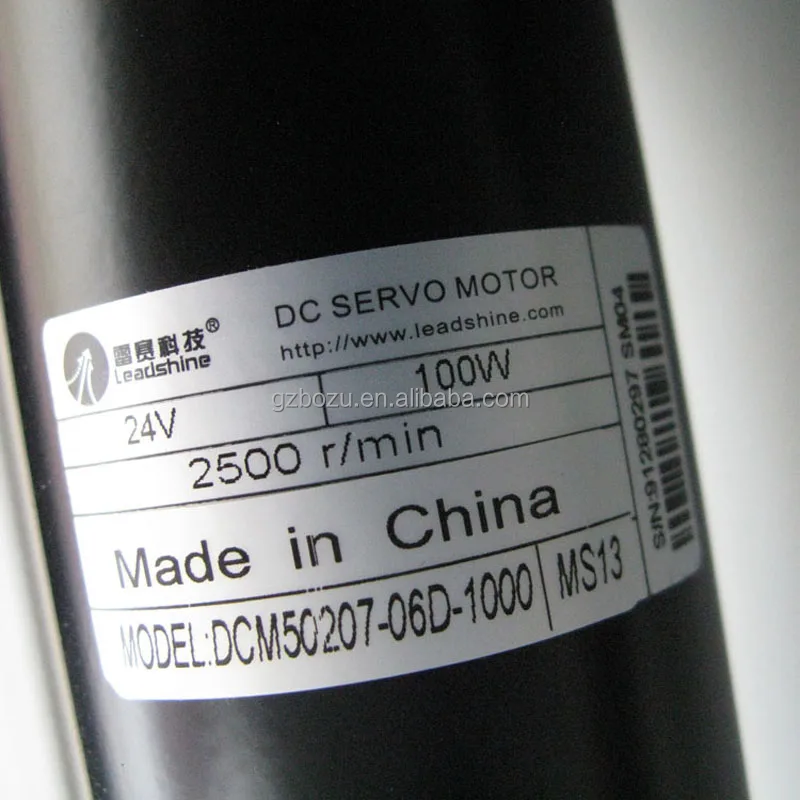 雷赛科技®
Leadshine
DC SERVO MOTOR
http://www.leadshine.com
24V
100W
gzbozu.en.alibaba.com
2500 r/min
Made in China
MODEL:DCM50207-06D-1000
MS13
S/N:91280297 SM04